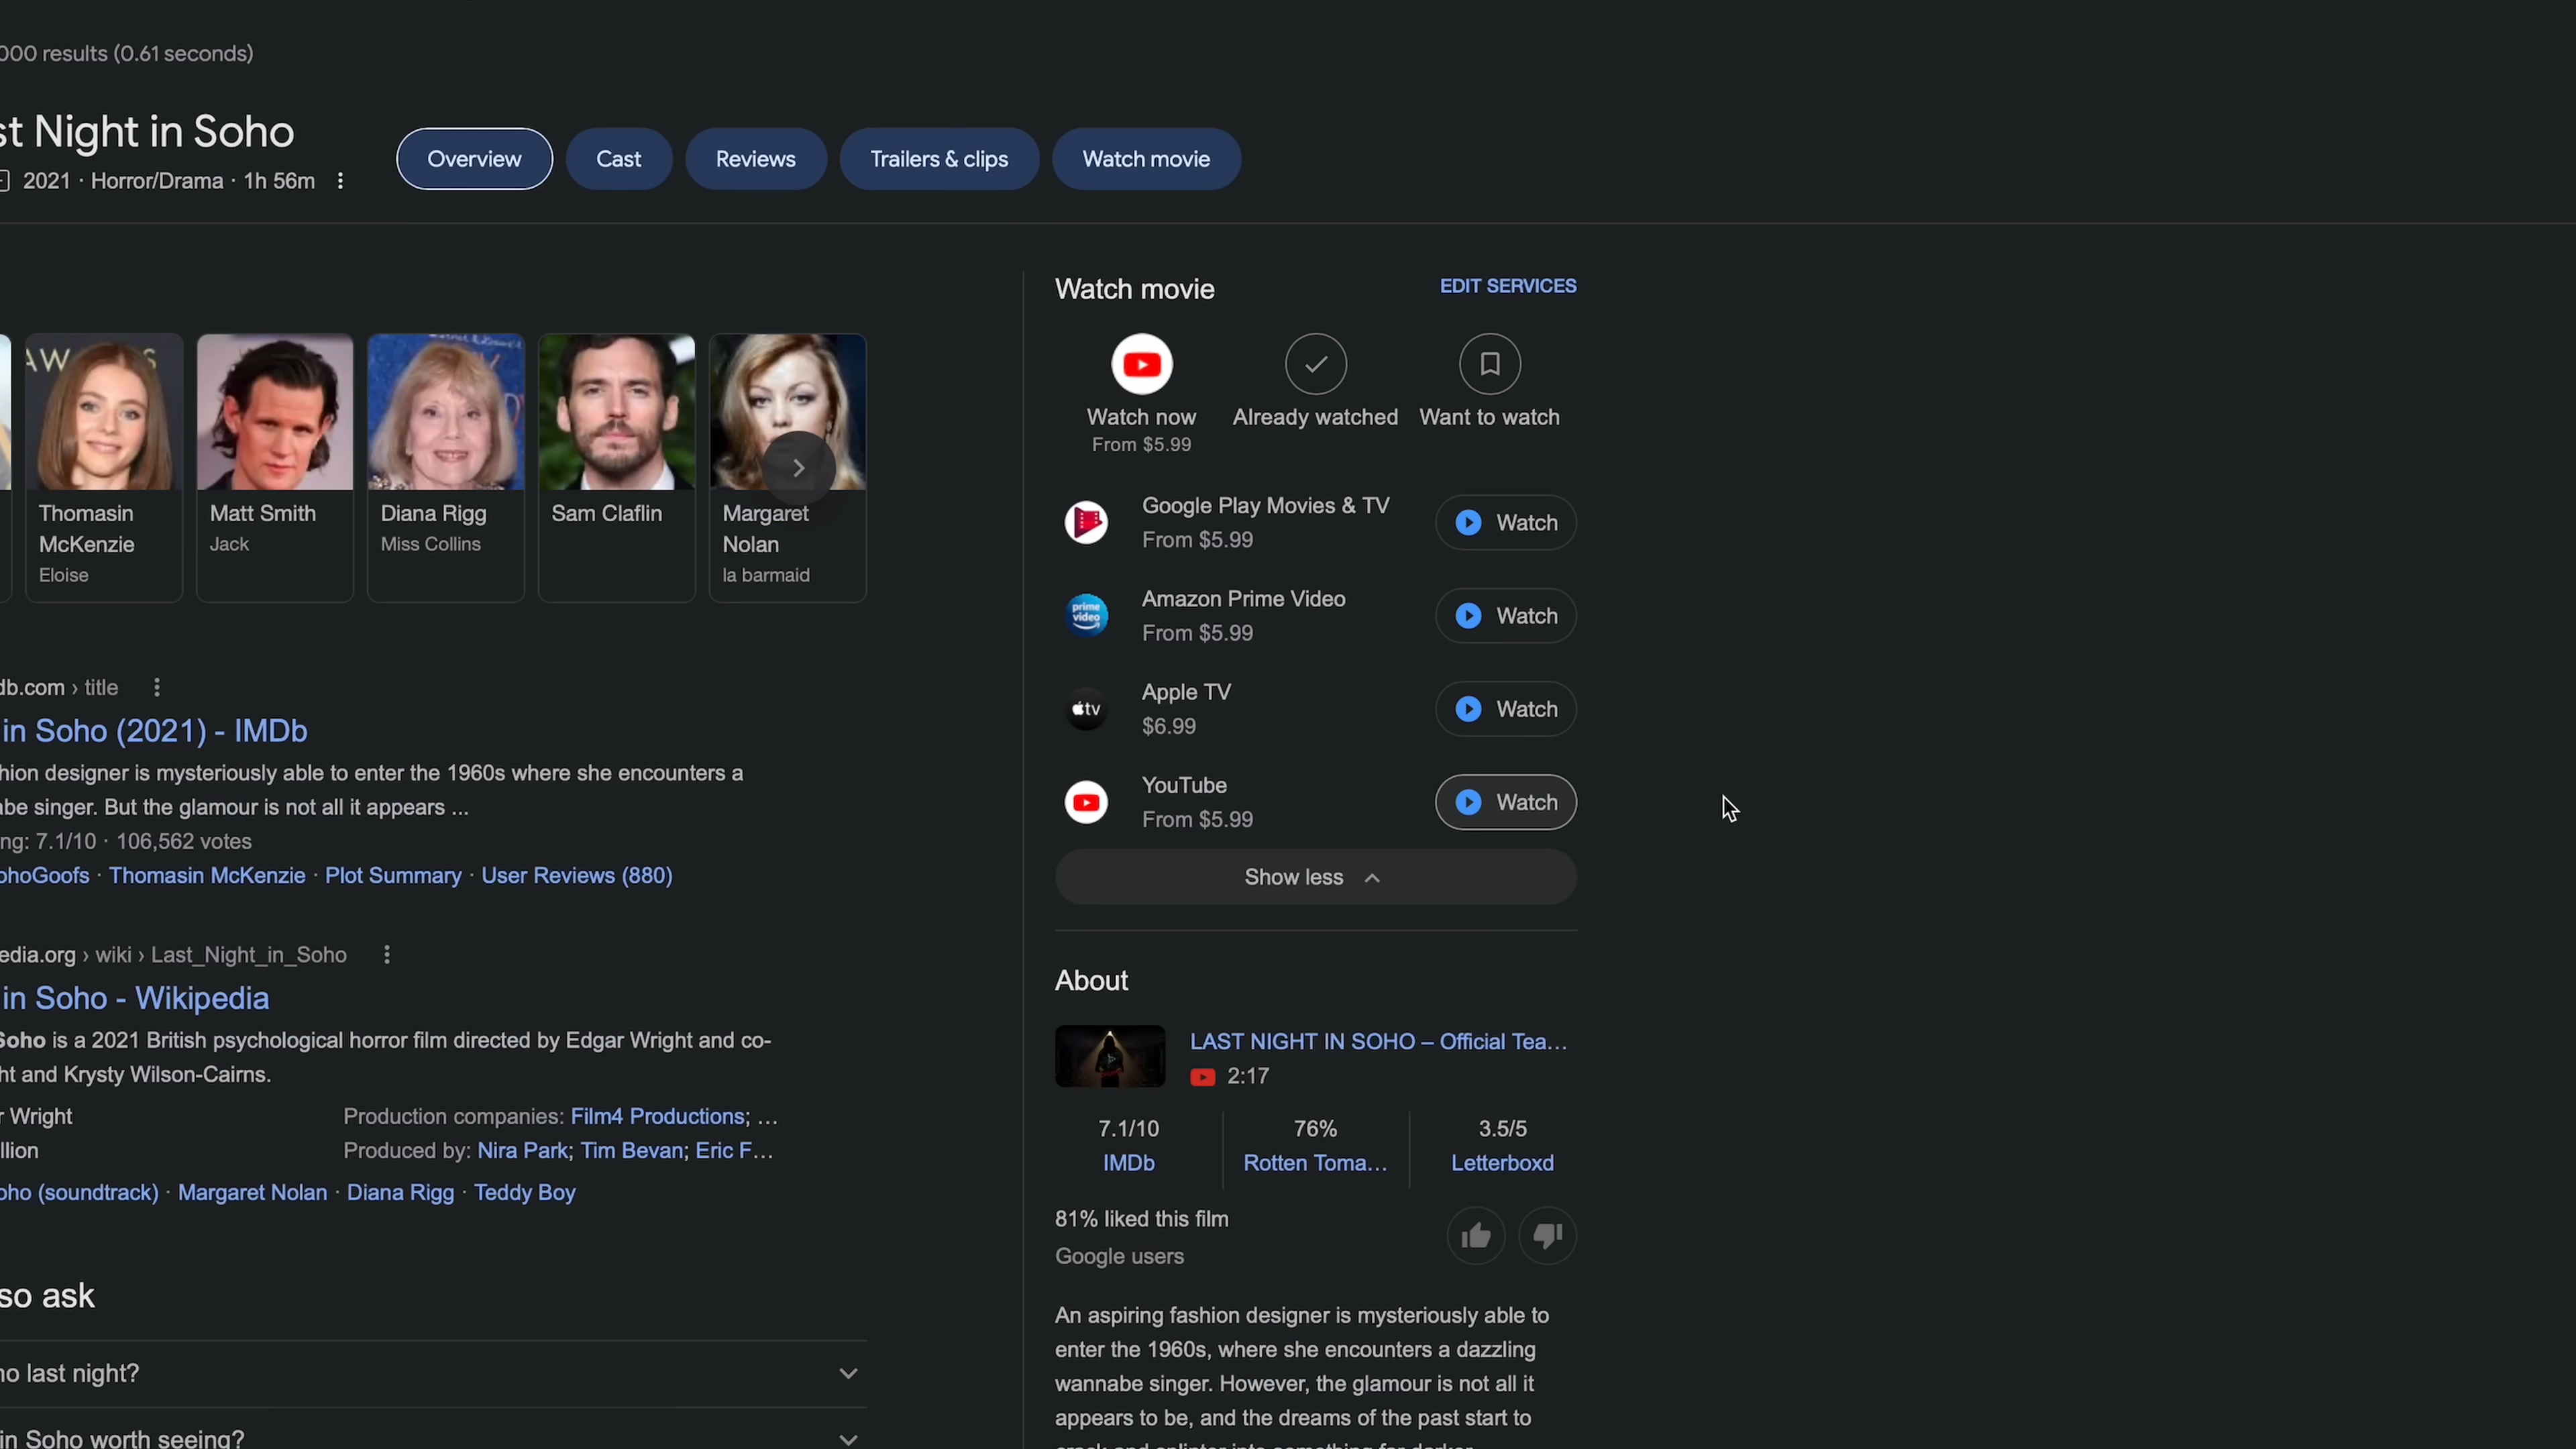 000 results (0.61 seconds)
st Night in Soho
2021 · Horror/Drama · 1h 56m
Overview
Cast
Reviews
Trailers & clips
Watch movie
Thomasin
McKenzie
Eloise
Matt Smith
Jack
Diana Rigg
Miss Collins
Sam Claflin
Margaret
Nolan
la barmaid
db.com › title
in Soho (2021) - IMDb
hion designer is mysteriously able to enter the 1960s where she encounters a
abe singer. But the glamour is not all it appears ...
ng: 7.1/10 · 106,562 votes
ohoGoofs · Thomasin McKenzie · Plot Summary · User Reviews (880)
edia.org › wiki › Last_Night_in_Soho
in Soho - Wikipedia
Soho is a 2021 British psychological horror film directed by Edgar Wright and co-
ht and Krysty Wilson-Cairns.
r Wright
Production companies: Film4 Productions; ...
llion
Produced by: Nira Park; Tim Bevan; Eric F...
oho (soundtrack) · Margaret Nolan · Diana Rigg · Teddy Boy
so ask
ho last night?
in Soho worth seeing?
Watch movie
EDIT SERVICES
Watch now
From $5.99
Already watched
Want to watch
Google Play Movies & TV
From $5.99
Watch
prime
video
Amazon Prime Video
From $5.99
Watch
tv
Apple TV
$6.99
Watch
YouTube
From $5.99
Watch
Show less
About
LAST NIGHT IN SOHO – Official Tea...
2:17
7.1/10
IMDb
76%
Rotten Toma...
3.5/5
Letterboxd
81% liked this film
Google users
An aspiring fashion designer is mysteriously able to
enter the 1960s, where she encounters a dazzling
wannabe singer. However, the glamour is not all it
appears to be, and the dreams of the past start to